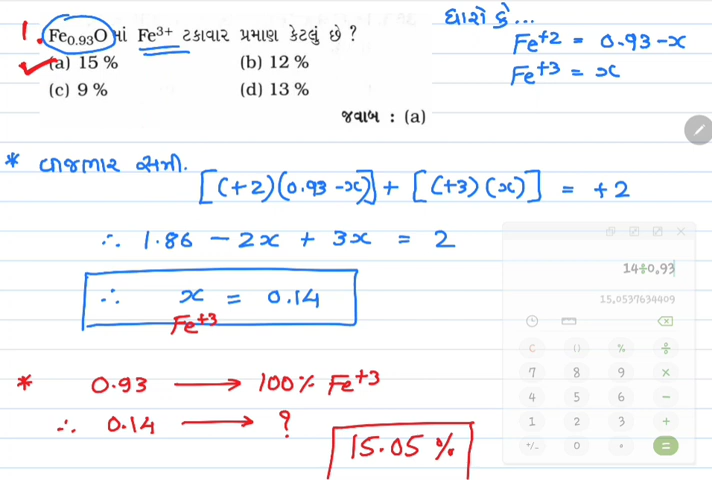 1. Fe0.93O માં Fe3+ ટકાવાર પ્રમાણ કેટલું છે ?
(a) 15 %
(b) 12 %
(c) 9 %
(d) 13 %
જવાબ : (a)
ધારો કે...
Fe+2 = 0.93-x
Fe+3 = x
* વીજભાર
[(+2)(0.93-x)] + [(+3)(x)] = +2
∴ 1.86 - 2x + 3x = 2
∴ x = 0.14
Fe+3
* 0.93 → 100% Fe+3
∴ 0.14 → ?
15.05 %
14÷0.93
15.0537634409
C () % ÷
7 8 9 ×
4 5 6 −
1 2 3 +
+/- 0 . =